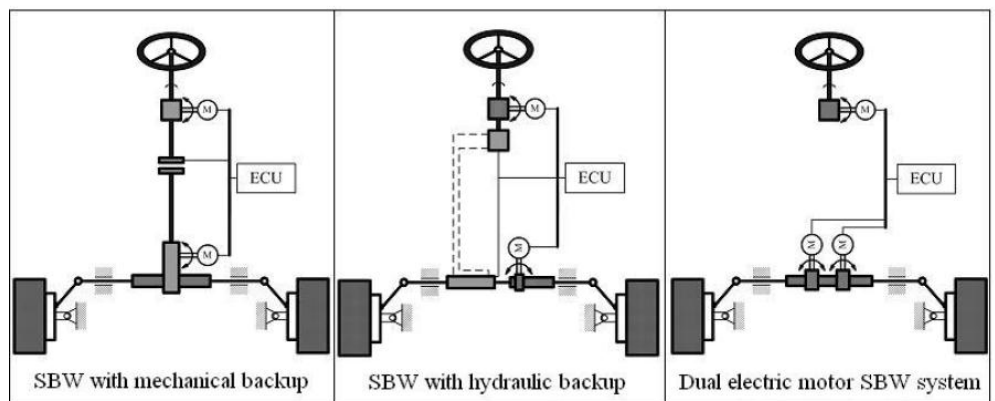 M
ECU
M
SBW with mechanical backup
M
ECU
M
SBW with hydraulic backup
M
ECU
M M
Dual electric motor SBW system